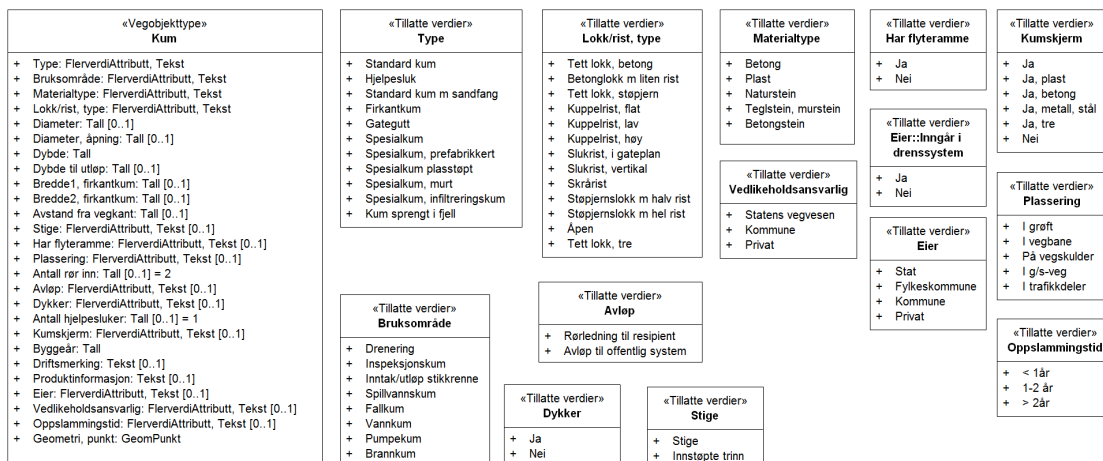 «Vegobjekttype»
Kum
+ Type: FlerverdiAttributt, Tekst
+ Bruksområde: FlerverdiAttributt, Tekst
+ Materialtype: FlerverdiAttributt, Tekst
+ Lokk/rist, type: FlerverdiAttributt, Tekst
+ Diameter: Tall [0..1]
+ Diameter, åpning: Tall [0..1]
+ Dybde: Tall
+ Dybde til utløp: Tall [0..1]
+ Bredde1, firkantkum: Tall [0..1]
+ Bredde2, firkantkum: Tall [0..1]
+ Avstand fra vegkant: Tall [0..1]
+ Stige: FlerverdiAttributt, Tekst [0..1]
+ Har flyteramme: FlerverdiAttributt, Tekst [0..1]
+ Plassering: FlerverdiAttributt, Tekst [0..1]
+ Antall rør inn: Tall [0..1] = 2
+ Avløp: FlerverdiAttributt, Tekst [0..1]
+ Dykker: FlerverdiAttributt, Tekst [0..1]
+ Antall hjelpesluker: Tall [0..1] = 1
+ Kumskjerm: FlerverdiAttributt, Tekst [0..1]
+ Byggeår: Tall
+ Driftsmerking: Tekst [0..1]
+ Produktinformasjon: Tekst [0..1]
+ Eier: FlerverdiAttributt, Tekst [0..1]
+ Vedlikeholdsansvarlig: FlerverdiAttributt, Tekst [0..1]
+ Oppslammingstid: FlerverdiAttributt, Tekst [0..1]
+ Geometri, punkt: GeomPunkt
«Tillatte verdier»
Type
+ Standard kum
+ Hjelpesluk
+ Standard kum m sandfang
+ Firkantkum
+ Gategutt
+ Spesialkum
+ Spesialkum, prefabrikkert
+ Spesialkum plasstøpt
+ Spesialkum, murt
+ Spesialkum, infiltreringskum
+ Kum sprengt i fjell
«Tillatte verdier»
Lokk/rist, type
+ Tett lokk, betong
+ Betonglokk m liten rist
+ Tett lokk, støpjern
+ Kuppelrist, flat
+ Kuppelrist, lav
+ Kuppelrist, høy
+ Slukrist, i gateplan
+ Slukrist, vertikal
+ Skrårist
+ Støpjernslokk m halv rist
+ Støpjernslokk m hel rist
+ Åpen
+ Tett lokk, tre
«Tillatte verdier»
Materialtype
+ Betong
+ Plast
+ Naturstein
+ Teglstein, murstein
+ Betongstein
«Tillatte verdier»
Har flyteramme
+ Ja
+ Nei
«Tillatte verdier»
Kumskjerm
+ Ja
+ Ja, plast
+ Ja, betong
+ Ja, metall, stål
+ Ja, tre
+ Nei
«Tillatte verdier»
Eier::Inngår i
drenssystem
+ Ja
+ Nei
«Tillatte verdier»
Vedlikeholdsansvarlig
+ Statens vegvesen
+ Kommune
+ Privat
«Tillatte verdier»
Plassering
+ I grøft
+ I vegbane
+ På vegskulder
+ I g/s-veg
+ I trafikkdeler
«Tillatte verdier»
Eier
+ Stat
+ Fylkeskommune
+ Kommune
+ Privat
«Tillatte verdier»
Bruksområde
+ Drenering
+ Inspeksjonskum
+ Inntak/utløp stikkrenne
+ Spillvannskum
+ Fallkum
+ Vannkum
+ Pumpekum
+ Brannkum
«Tillatte verdier»
Avløp
+ Rørledning til resipient
+ Avløp til offentlig system
«Tillatte verdier»
Oppslammingstid
+ < 1år
+ 1-2 år
+ > 2år
«Tillatte verdier»
Dykker
+ Ja
+ Nei
«Tillatte verdier»
Stige
+ Stige
+ Innstøpte trinn